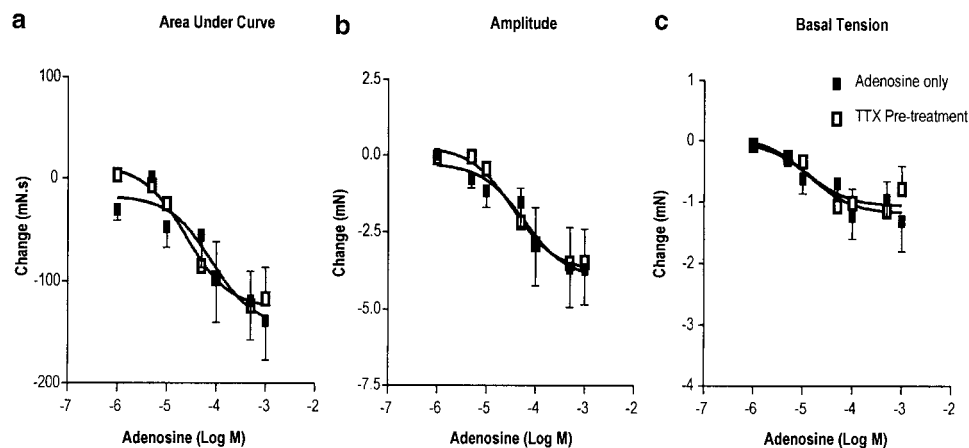 a
Area Under Curve
100
0
-100
-200
Change (mN.s)
-7 -6 -5 -4 -3 -2
Adenosine (Log M)
b
Amplitude
2.5
0.0
-2.5
-5.0
-7.5
Change (mN)
-7 -6 -5 -4 -3 -2
Adenosine (Log M)
c
Basal Tension
1
0
-1
-2
-3
-4
Change (mN)
Adenosine only
TTX Pre-treatment
-7 -6 -5 -4 -3 -2
Adenosine (Log M)